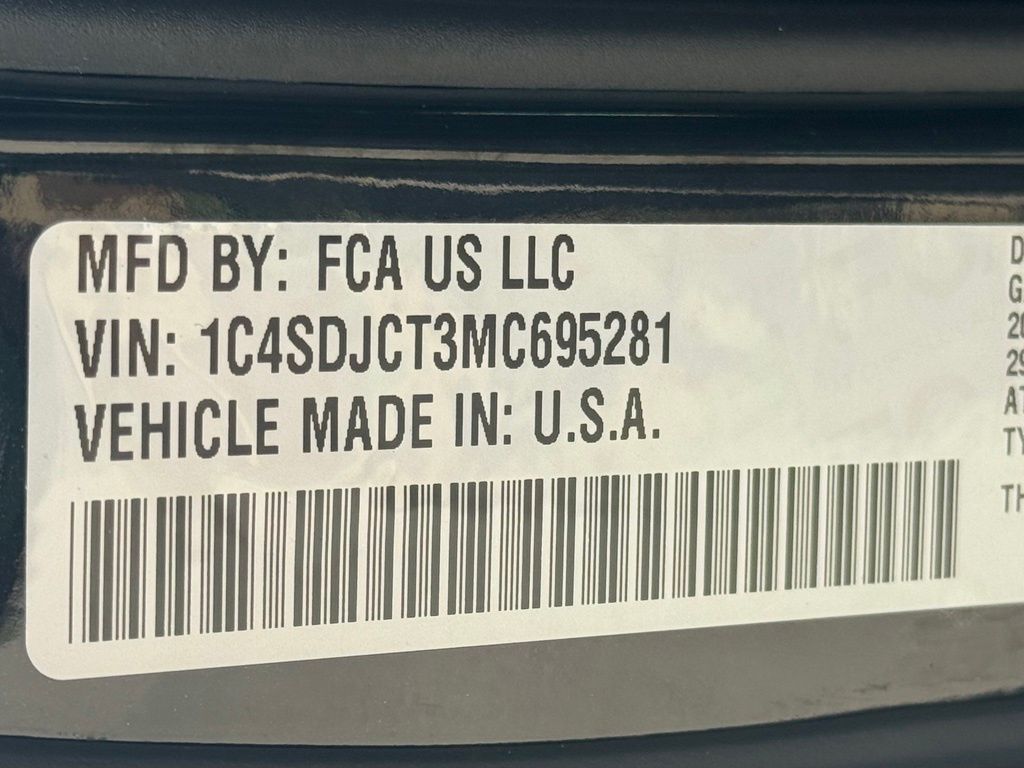 MFD BY: FCA US LLC
VIN: 1C4SDJCT3MC695281
VEHICLE MADE IN: U.S.A.